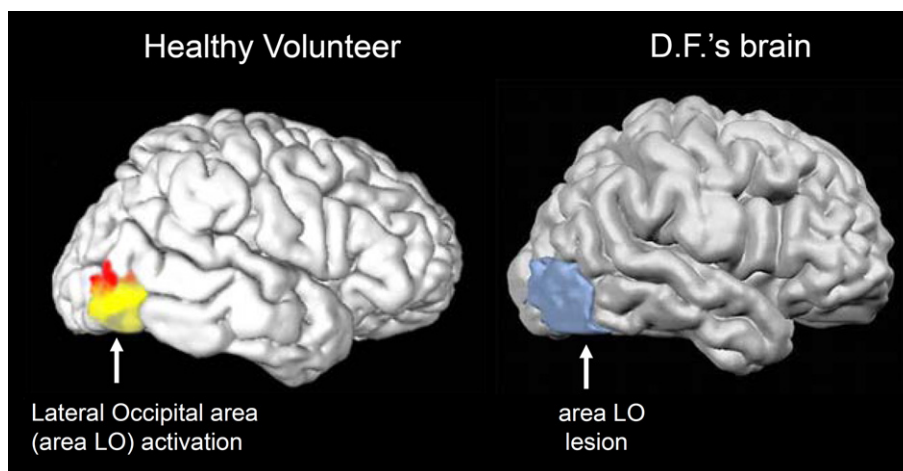 Healthy Volunteer
D.F.'s brain
Lateral Occipital area
(area LO) activation
area LO
lesion